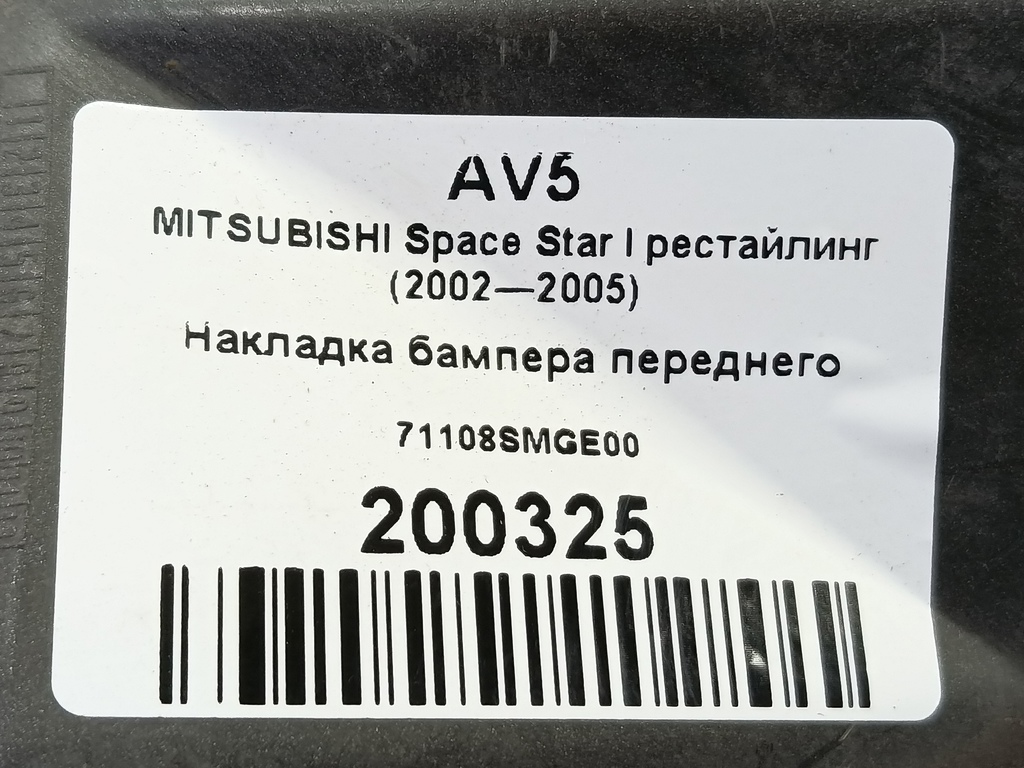 AV5
MITSUBISHI Space Star I рестайлинг
(2002—2005)
Накладка бампера переднего
71108SMGE00
200325